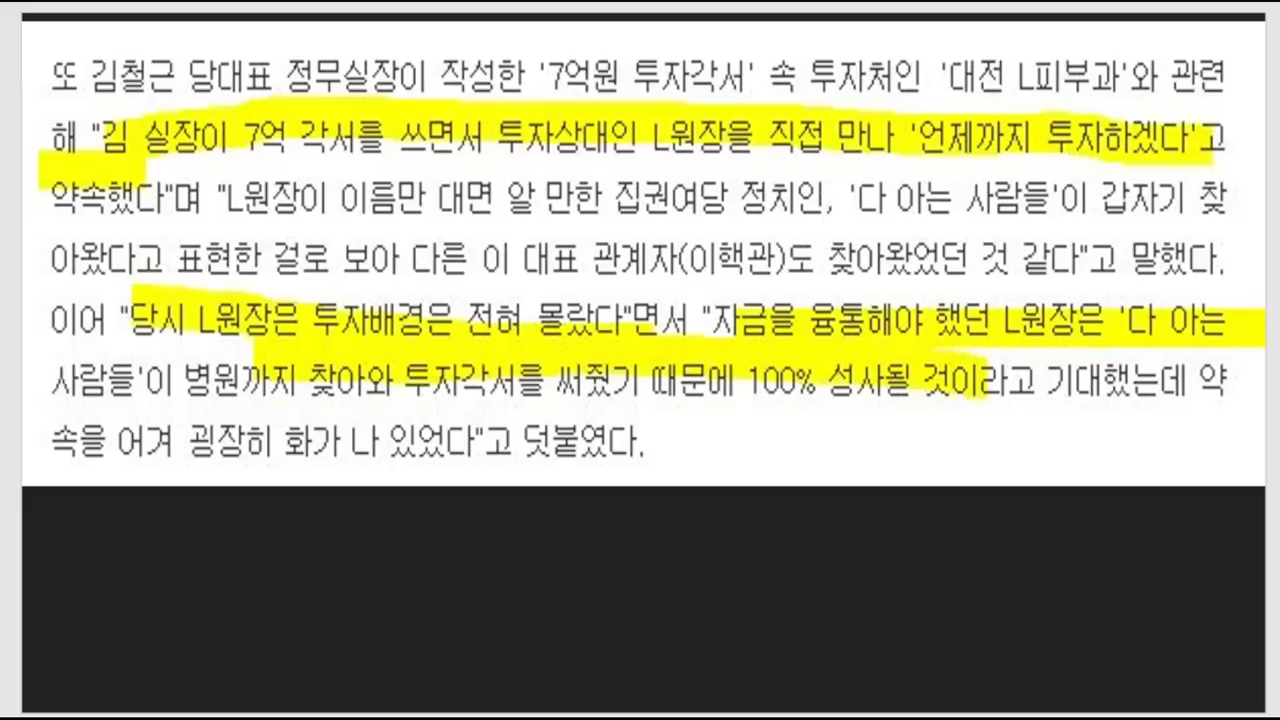 또 김철근 당대표 정무실장이 작성한 '7억원 투자각서' 속 투자처인 '대전 L피부과'와 관련
해 "김 실장이 7억 각서를 쓰면서 투자상대인 L원장을 직접 만나 '언제까지 투자하겠다'고
약속했다"며 "L원장이 이름만 대면 알 만한 집권여당 정치인, '다 아는 사람들'이 갑자기 찾
아왔다고 표현한 걸로 보아 다른 이 대표 관계자(이핵관)도 찾아왔었던 것 같다"고 말했다.
이어 "당시 L원장은 투자배경은 전혀 몰랐다"면서 "자금을 융통해야 했던 L원장은 '다 아는
사람들'이 병원까지 찾아와 투자각서를 써줬기 때문에 100% 성사될 것이라고 기대했는데 약
속을 어겨 굉장히 화가 나 있었다"고 덧붙였다.